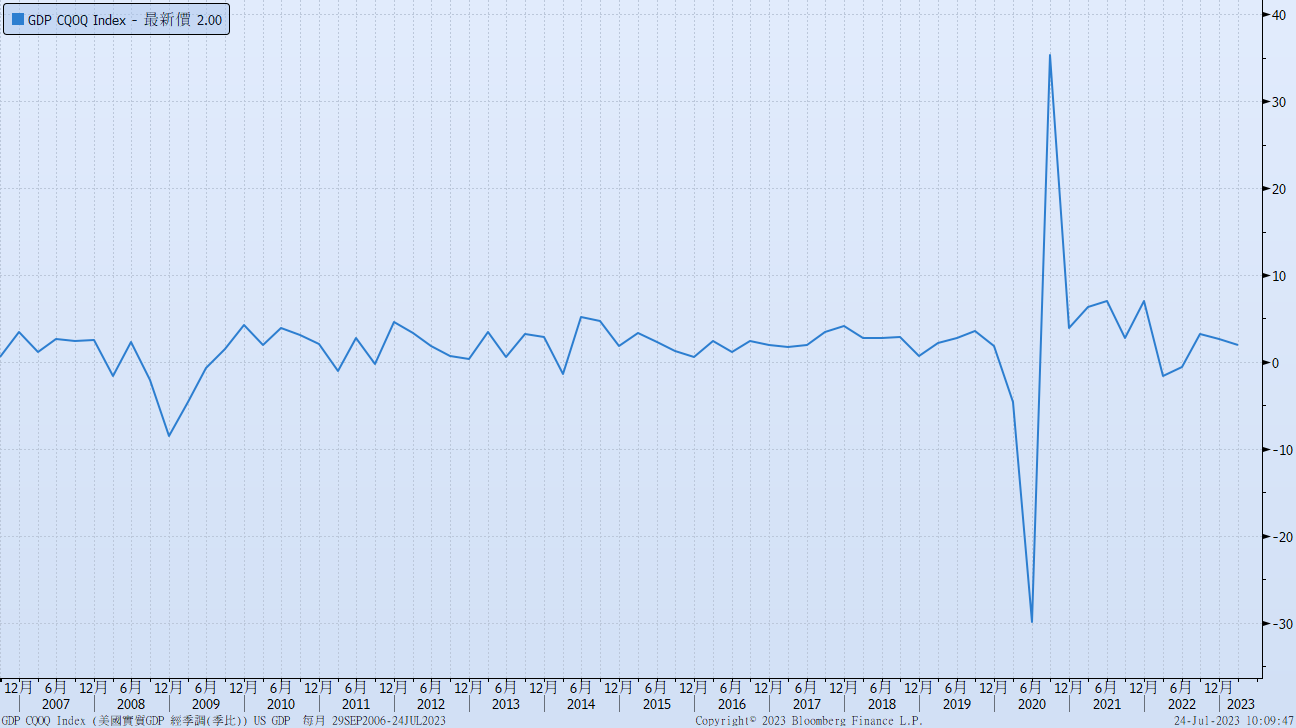 GDP CQOQ Index - 最新價 2.00
40
30
20
10
0
-10
-20
-30
12月 6月 12月 6月 12月 6月 12月 6月 12月 6月 12月 6月 12月 6月 12月 6月 12月 6月 12月 6月 12月 6月 12月 6月 12月 6月 12月 6月 12月 6月 12月 6月 12月
2007 2008 2009 2010 2011 2012 2013 2014 2015 2016 2017 2018 2019 2020 2021 2022 2023
GDP CQOQ Index (美國實質GDP 經季調(季比)) US GDP 每月 29SEP2006-24JUL2023 Copyright© 2023 Bloomberg Finance L.P. 24-Jul-2023 10:09:47